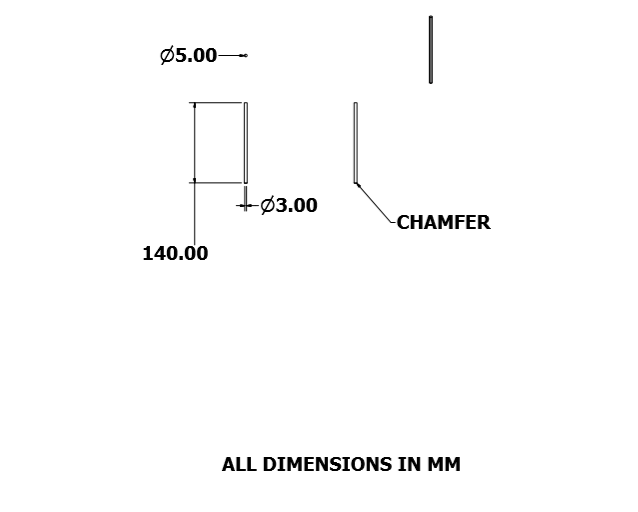 ⌀5.00
⌀3.00
CHAMFER
140.00
ALL DIMENSIONS IN MM